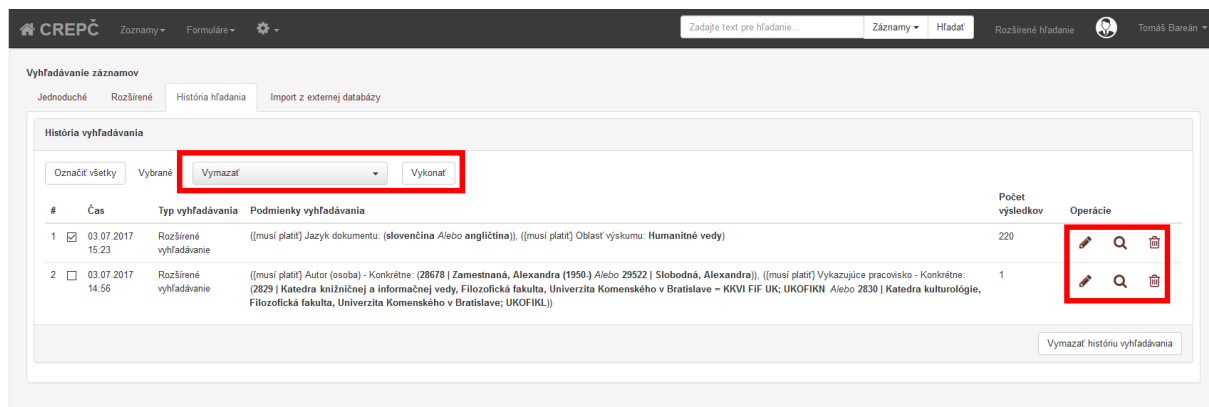 CREPČ Zoznamy Formuláre Zadajte text pre hľadanie... Záznamy Hľadať Rozšírené hľadanie Tomáš Bareán
Vyhľadávanie záznamov
Jednoduché Rozšírené História hľadania Import z externej databázy
História vyhľadávania
Označiť všetky Vybrané Vymazať Vykonať
# Čas Typ vyhľadávania Podmienky vyhľadávania Počet výsledkov Operácie
1 03.07.2017 15:23 Rozšírené vyhľadávanie ({musí platiť} Jazyk dokumentu: (slovenčina Alebo angličtina)), ({musí platiť} Oblasť výskumu: Humanitné vedy) 220
2 03.07.2017 14:56 Rozšírené vyhľadávanie ({musí platiť} Autor (osoba) - Konkrétne: (28678 | Zamestnaná, Alexandra (1950-) Alebo 29522 | Slobodná, Alexandra)), ({musí platiť} Vykazujúce pracovisko - Konkrétne: 1
(2829 | Katedra knižničnej a informačnej vedy, Filozofická fakulta, Univerzita Komenského v Bratislave = KKVI FiF UK; UKOFIKN Alebo 2830 | Katedra kulturológie,
Filozofická fakulta, Univerzita Komenského v Bratislave; UKOFIKL))
Vymazať históriu vyhľadávania